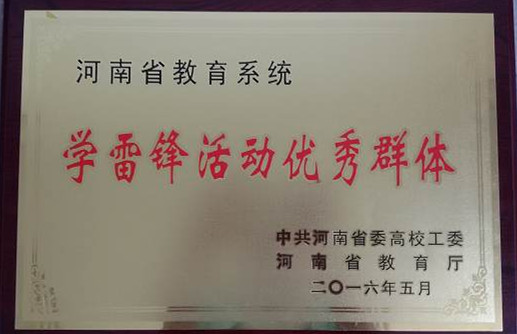 河南省教育系统
学雷锋活动优秀群体
中共河南省委高校工委
河南省教育厅
二〇一六年五月